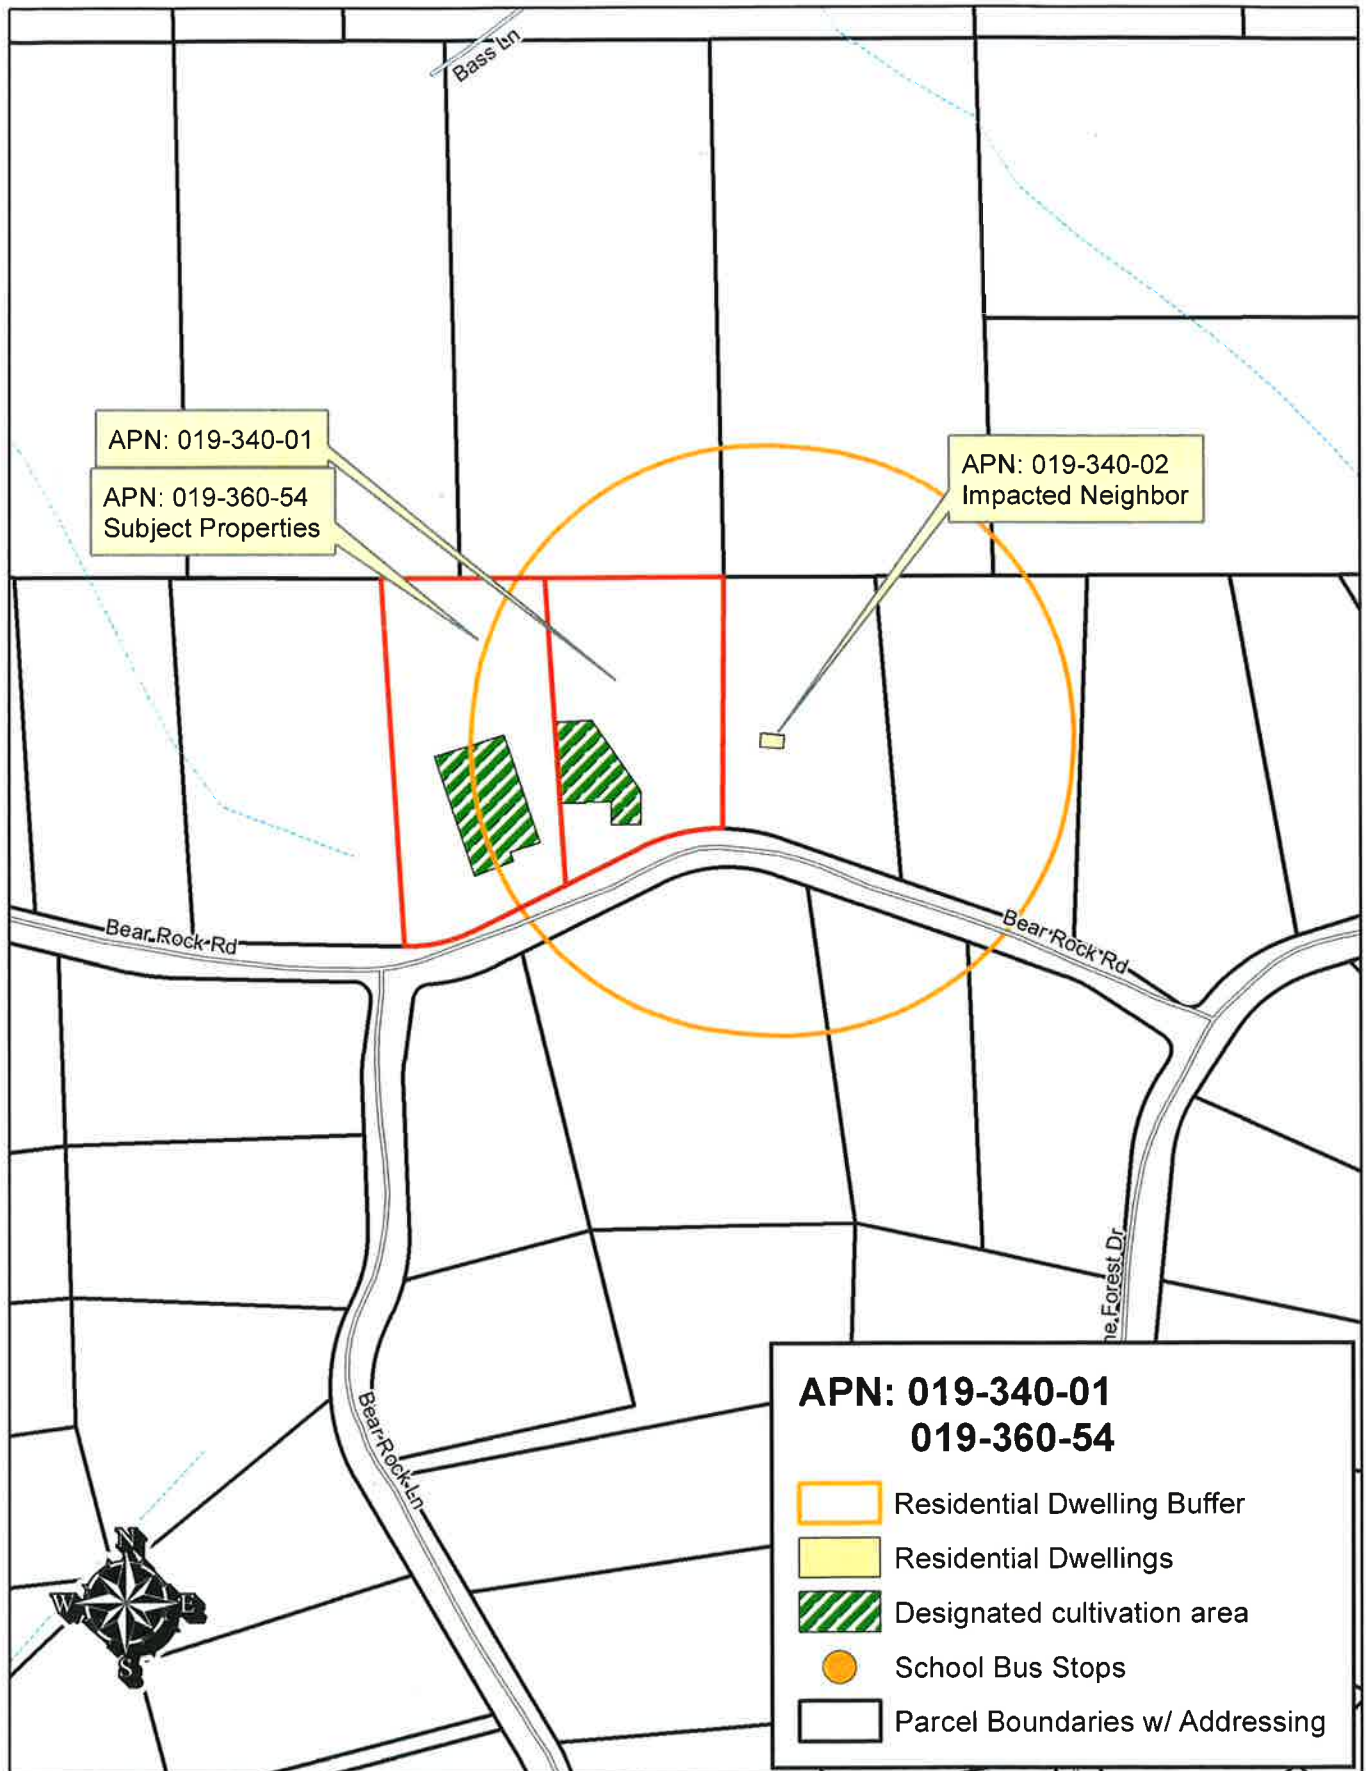 Bass Ln
APN: 019-340-01
APN: 019-360-54
Subject Properties
APN: 019-340-02
Impacted Neighbor
Bear Rock Rd
Bear Rock Rd
ne Forest Dr
Bear Rock Ln
APN: 019-340-01
019-360-54
Residential Dwelling Buffer
Residential Dwellings
Designated cultivation area
School Bus Stops
Parcel Boundaries w/ Addressing
N
W
E
S